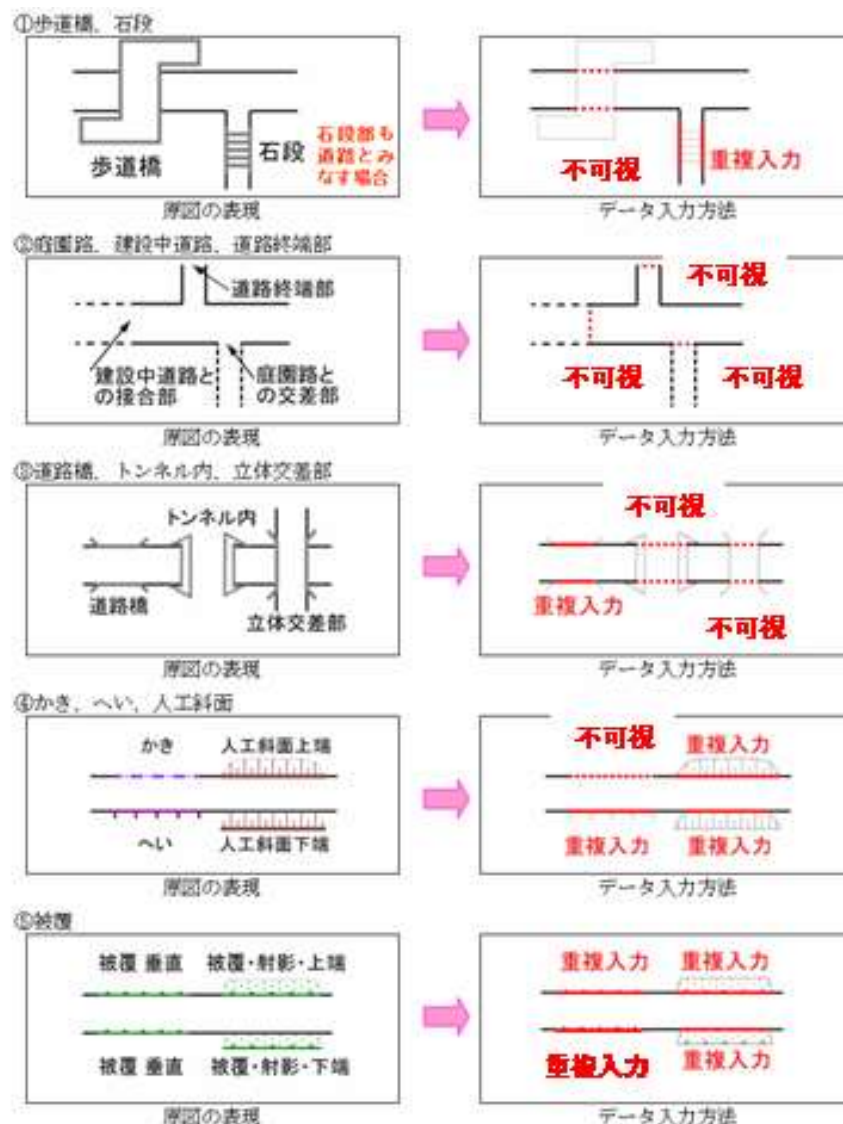 ①歩道橋、石段
歩道橋
石段
石段部も
道路とみ
なす場合
不可視
重複入力
原図の表現
データ入力方法
②庭園路、建設中道路、道路終端部
道路終端部
建設中道路と
の接合部
庭園路と
の交差部
不可視
不可視
不可視
原図の表現
データ入力方法
③道路橋、トンネル内、立体交差部
トンネル内
道路橋
立体交差部
不可視
重複入力
不可視
原図の表現
データ入力方法
④かき、へい、人工斜面
かき
人工斜面上端
へい
人工斜面下端
不可視
重複入力
重複入力
重複入力
原図の表現
データ入力方法
⑤被覆
被覆 垂直
被覆・射影・上端
被覆 垂直
被覆・射影・下端
重複入力
重複入力
重複入力
重複入力
原図の表現
データ入力方法